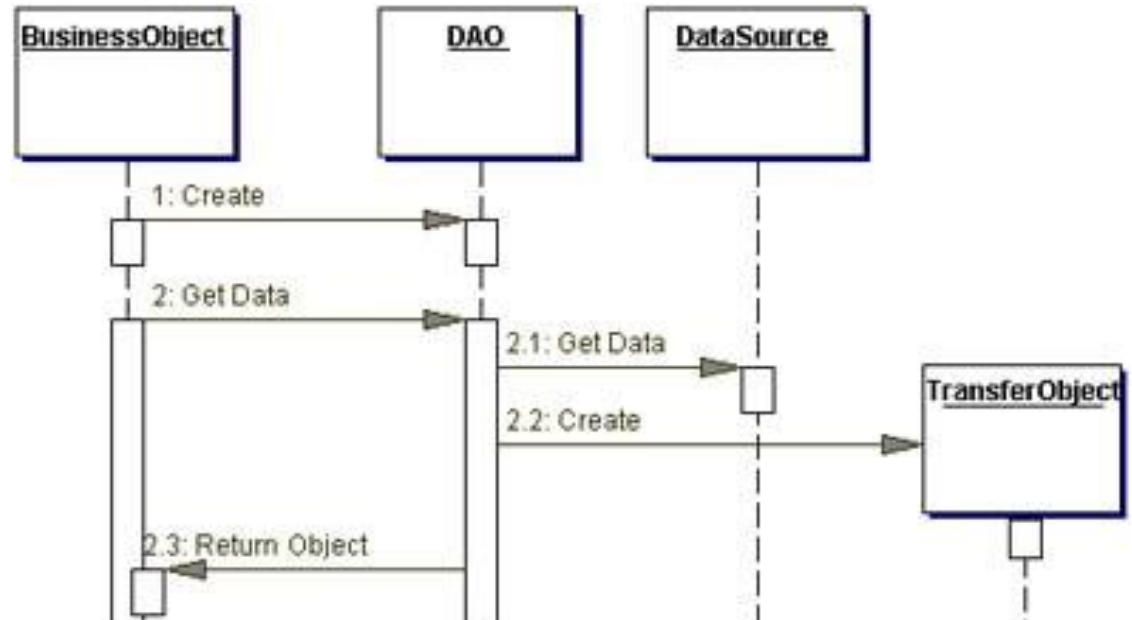 BusinessObject
DAO
DataSource
1: Create
2: Get Data
2.1: Get Data
TransferObject
2.2: Create
2.3: Return Object